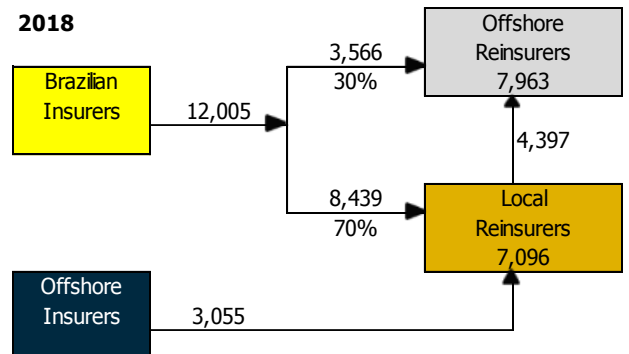 2018
Brazilian
Insurers
12,005
3,566
30%
Offshore
Reinsurers
7,963
4,397
8,439
70%
Local
Reinsurers
7,096
Offshore
Insurers
3,055